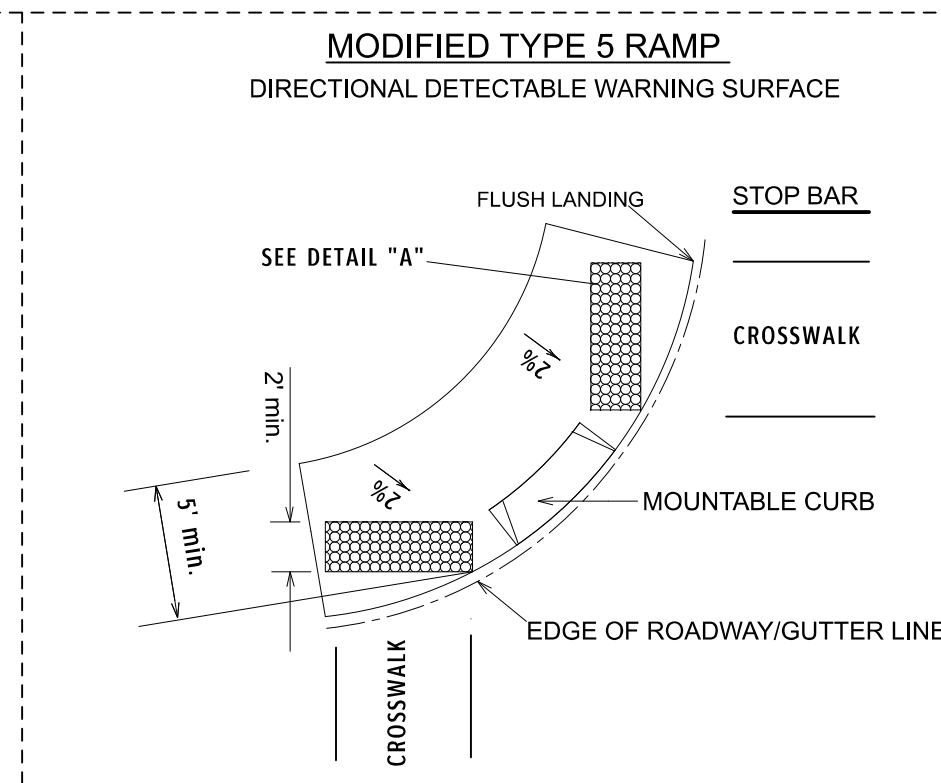 MODIFIED TYPE 5 RAMP
DIRECTIONAL DETECTABLE WARNING SURFACE
FLUSH LANDING
STOP BAR
SEE DETAIL "A"
CROSSWALK
2%
2' min.
2%
5' min.
MOUNTABLE CURB
EDGE OF ROADWAY/GUTTER LINE
CROSSWALK